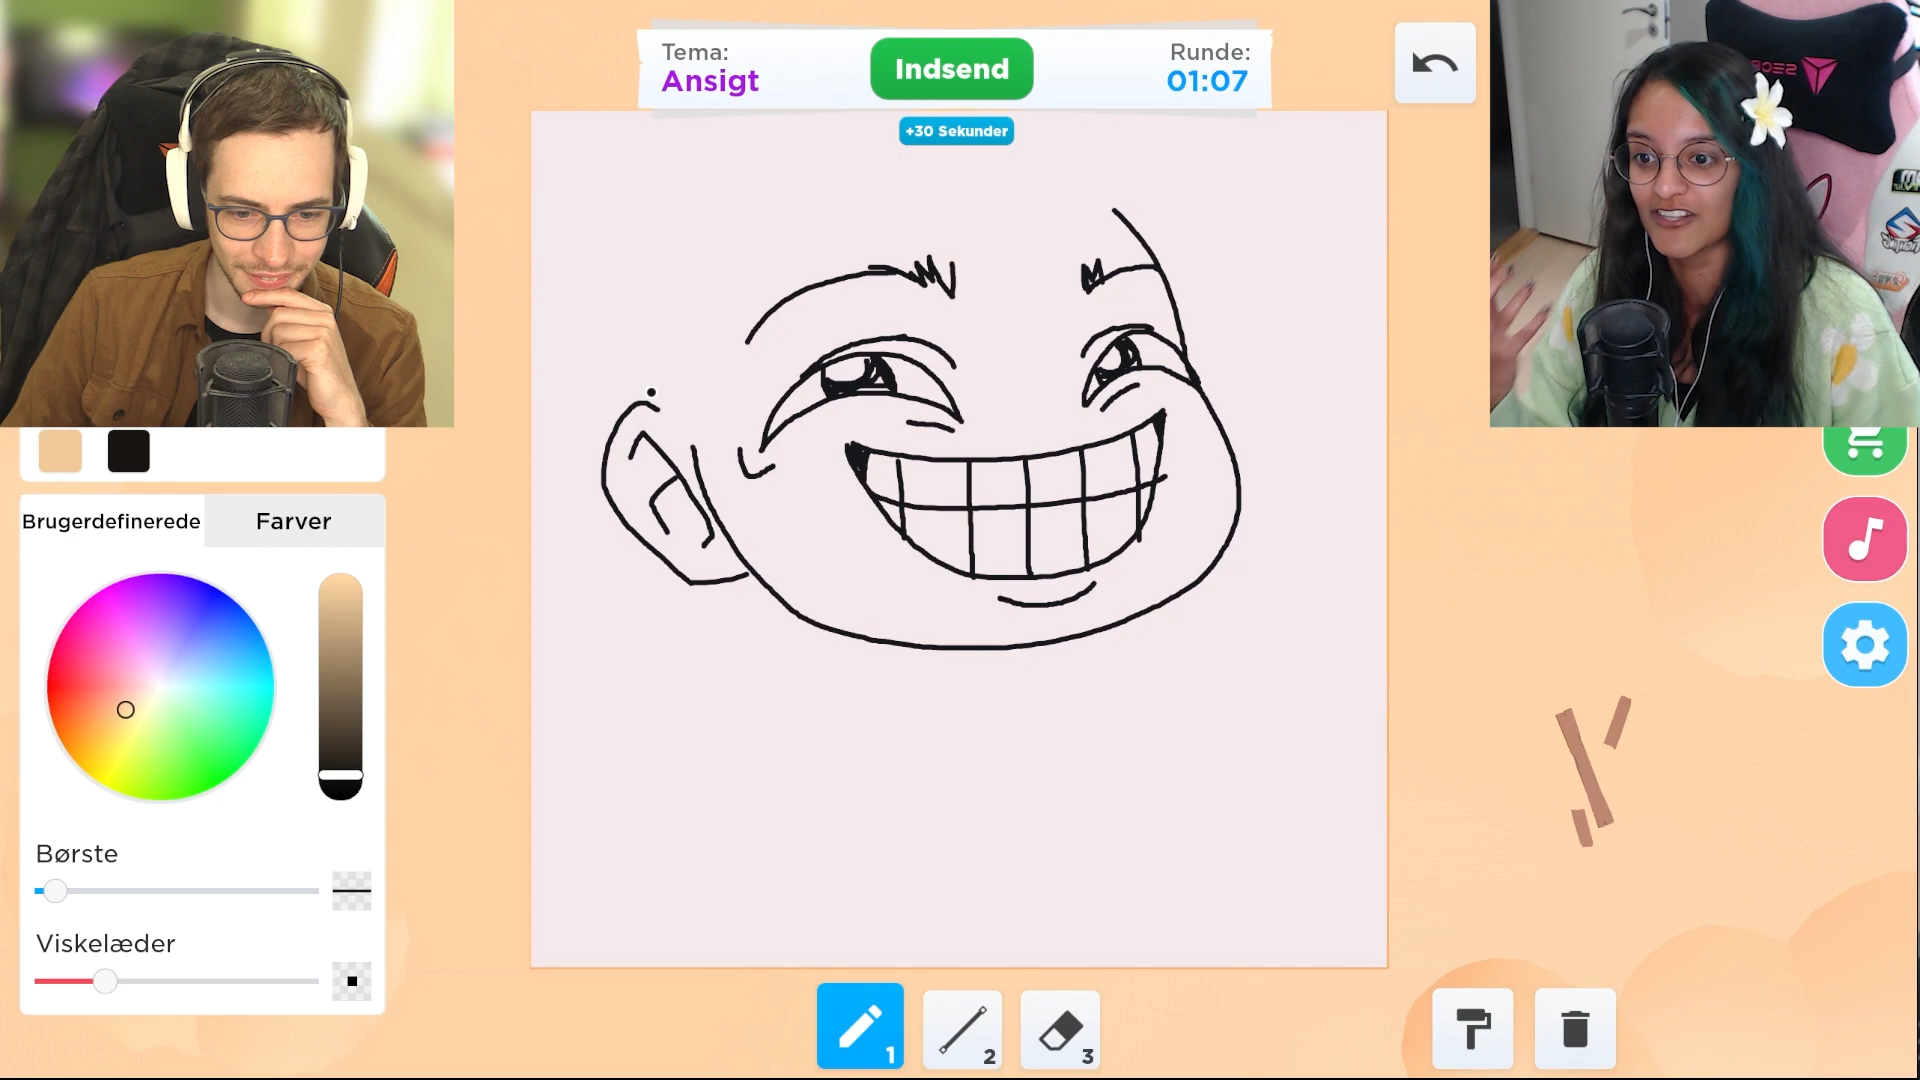 Tema:
Ansigt
Indsend
Runde:
01:07
+30 Sekunder
Brugerdefinerede
Farver
Børste
Viskelæder
1
2
3